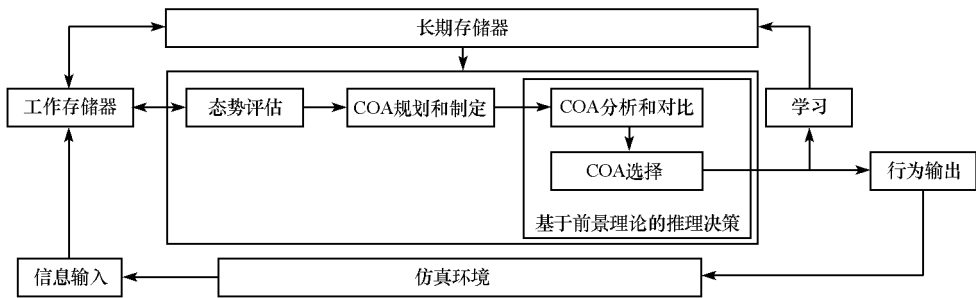 长期存储器
工作存储器
态势评估
COA规划和制定
COA分析和对比
学习
COA选择
行为输出
基于前景理论的推理决策
信息输入
仿真环境